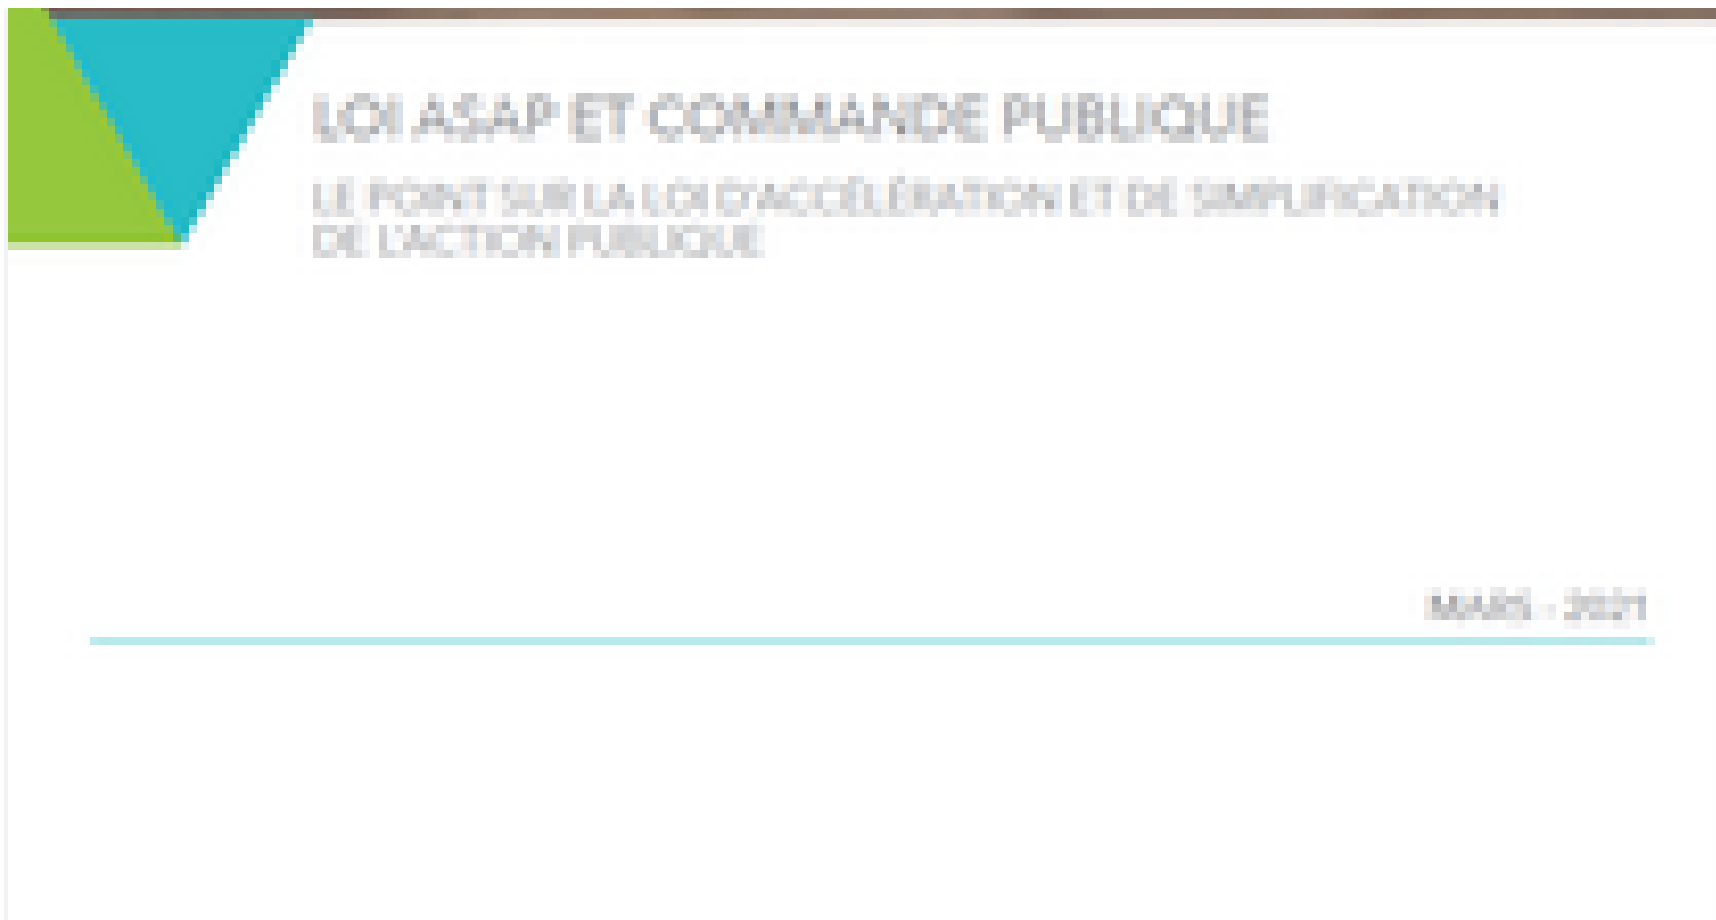 LOI ASAP ET COMMANDE PUBLIQUE
LE POINT SUR LA LOI D'ACCÉLÉRATION ET DE SIMPLIFICATION
DE L'ACTION PUBLIQUE
MARS - 2021